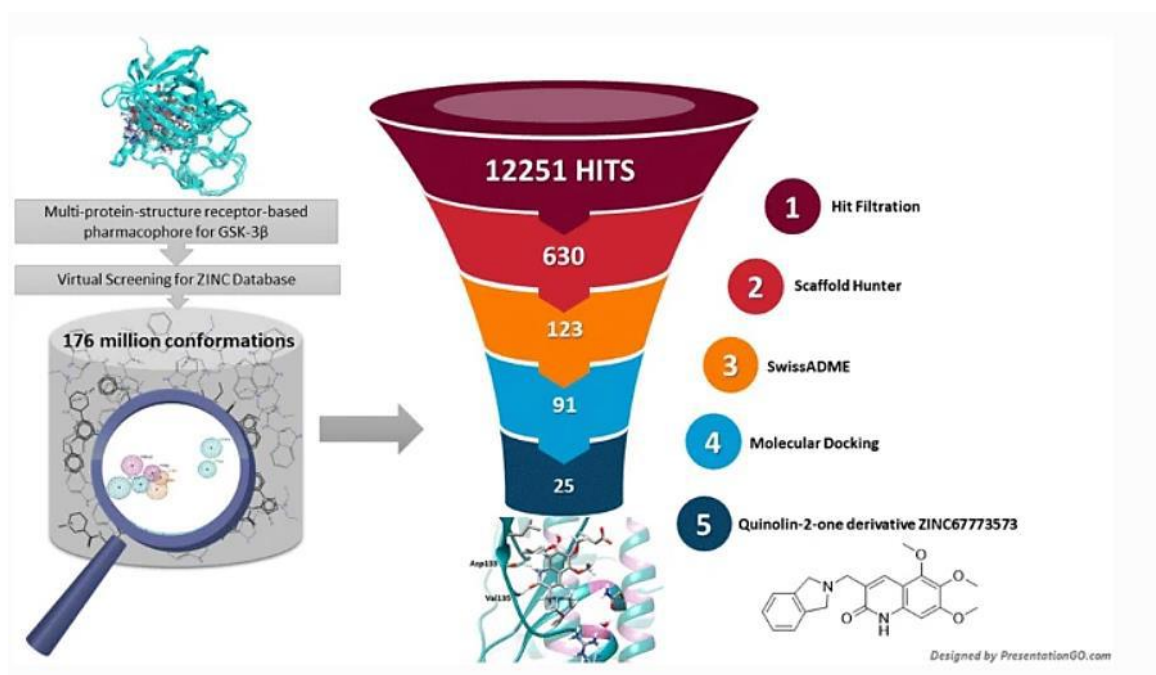 Multi-protein-structure receptor-based
pharmacophore for GSK-3β
Virtual Screening for ZINC Database
176 million conformations
12251 HITS
630
123
91
25
1
Hit Filtration
2
Scaffold Hunter
3
SwissADME
4
Molecular Docking
5
Quinolin-2-one derivative ZINC67773573
Asp133
Val135
O
O
O
N
O
NH
Designed by PresentationGO.com